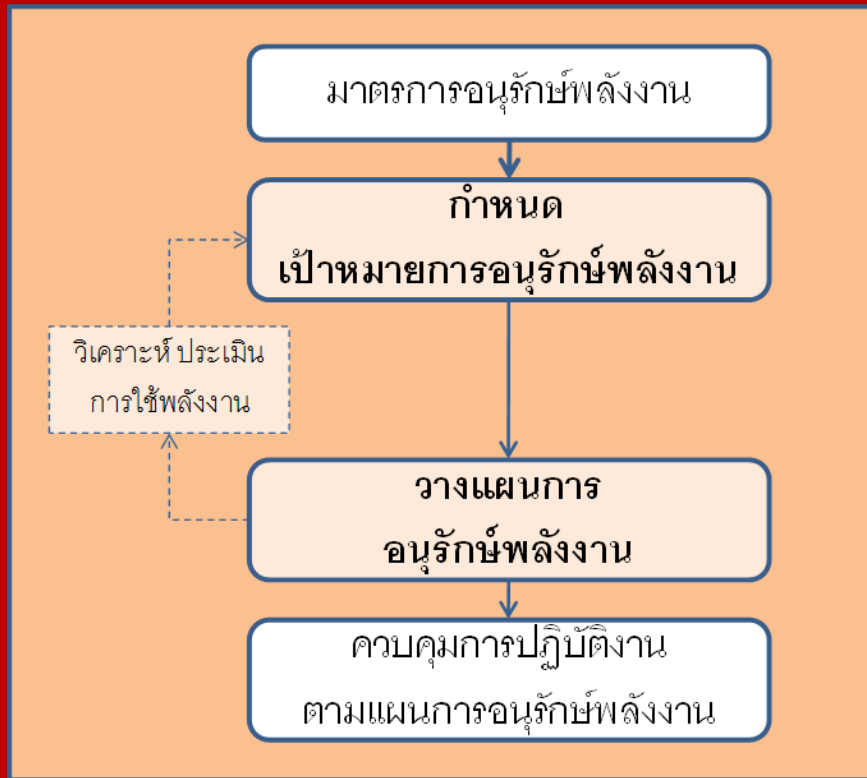 มาตรการอนุรักษ์พลังงาน
กำหนด
เป้าหมายการอนุรักษ์พลังงาน
วิเคราะห์ ประเมิน
การใช้พลังงาน
วางแผนการ
อนุรักษ์พลังงาน
ควบคุมการปฏิบัติงาน
ตามแผนการอนุรักษ์พลังงาน